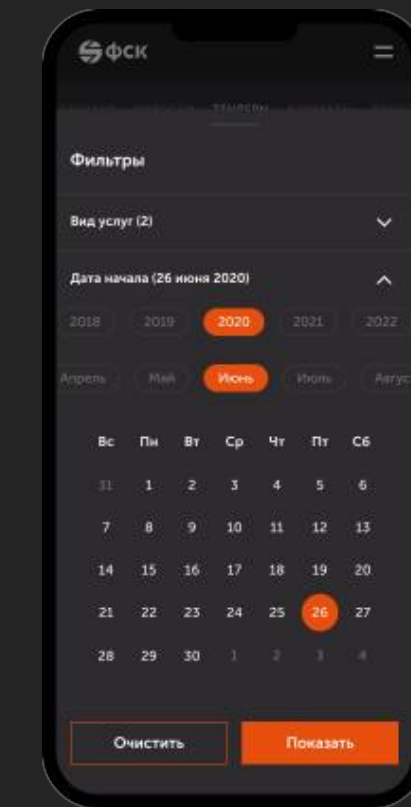 ФСК
Фильтры
Вид услуг (2)
Дата начала (26 июня 2020)
2018 2019 2020 2021 2022
Апрель Май Июнь Июль Авгус
Вс Пн Вт Ср Чт Пт Сб
31 1 2 3 4 5 6
7 8 9 10 11 12 13
14 15 16 17 18 19 20
21 22 23 24 25 26 27
28 29 30 1 2 3 4
Очистить Показать